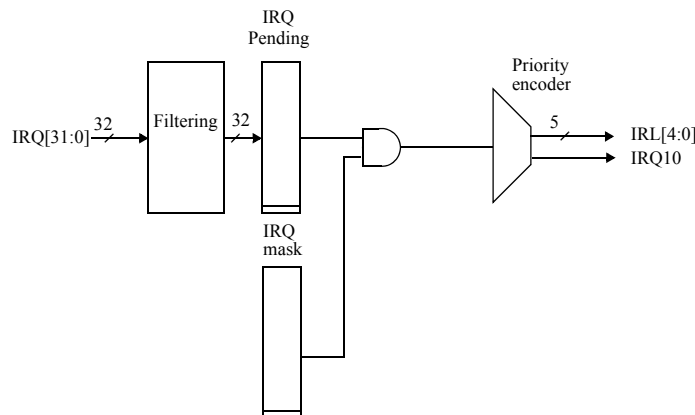 IRQ
Pending
Priority
encoder
IRQ[31:0]
32
Filtering
32
5
IRL[4:0]
IRQ10
IRQ
mask